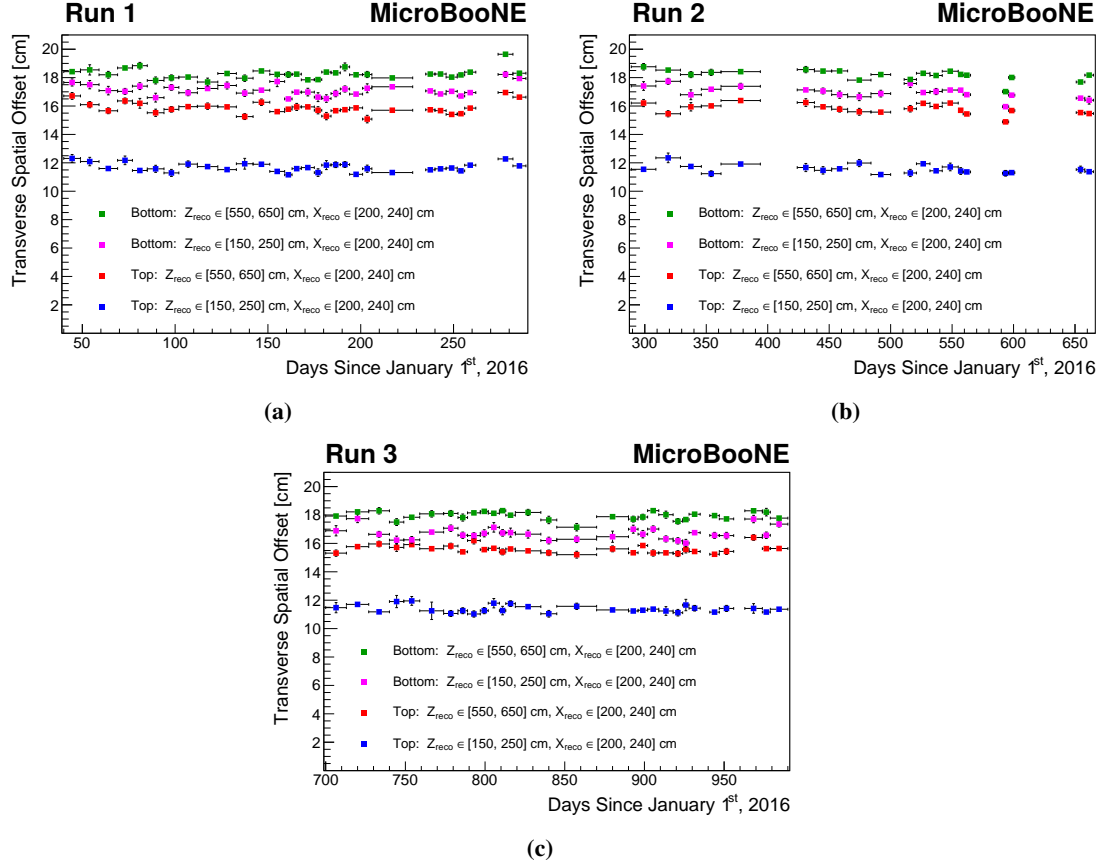 Run 1 MicroBooNE
Transverse Spatial Offset [cm]
20
18
16
14
12
10
8
6
4
2
Bottom: Z_reco ∈ [550, 650] cm, X_reco ∈ [200, 240] cm
Bottom: Z_reco ∈ [150, 250] cm, X_reco ∈ [200, 240] cm
Top: Z_reco ∈ [550, 650] cm, X_reco ∈ [200, 240] cm
Top: Z_reco ∈ [150, 250] cm, X_reco ∈ [200, 240] cm
50 100 150 200 250
Days Since January 1st, 2016
(a)
Run 2 MicroBooNE
Transverse Spatial Offset [cm]
20
18
16
14
12
10
8
6
4
2
Bottom: Z_reco ∈ [550, 650] cm, X_reco ∈ [200, 240] cm
Bottom: Z_reco ∈ [150, 250] cm, X_reco ∈ [200, 240] cm
Top: Z_reco ∈ [550, 650] cm, X_reco ∈ [200, 240] cm
Top: Z_reco ∈ [150, 250] cm, X_reco ∈ [200, 240] cm
300 350 400 450 500 550 600 650
Days Since January 1st, 2016
(b)
Run 3 MicroBooNE
Transverse Spatial Offset [cm]
20
18
16
14
12
10
8
6
4
2
Bottom: Z_reco ∈ [550, 650] cm, X_reco ∈ [200, 240] cm
Bottom: Z_reco ∈ [150, 250] cm, X_reco ∈ [200, 240] cm
Top: Z_reco ∈ [550, 650] cm, X_reco ∈ [200, 240] cm
Top: Z_reco ∈ [150, 250] cm, X_reco ∈ [200, 240] cm
700 750 800 850 900 950
Days Since January 1st, 2016
(c)